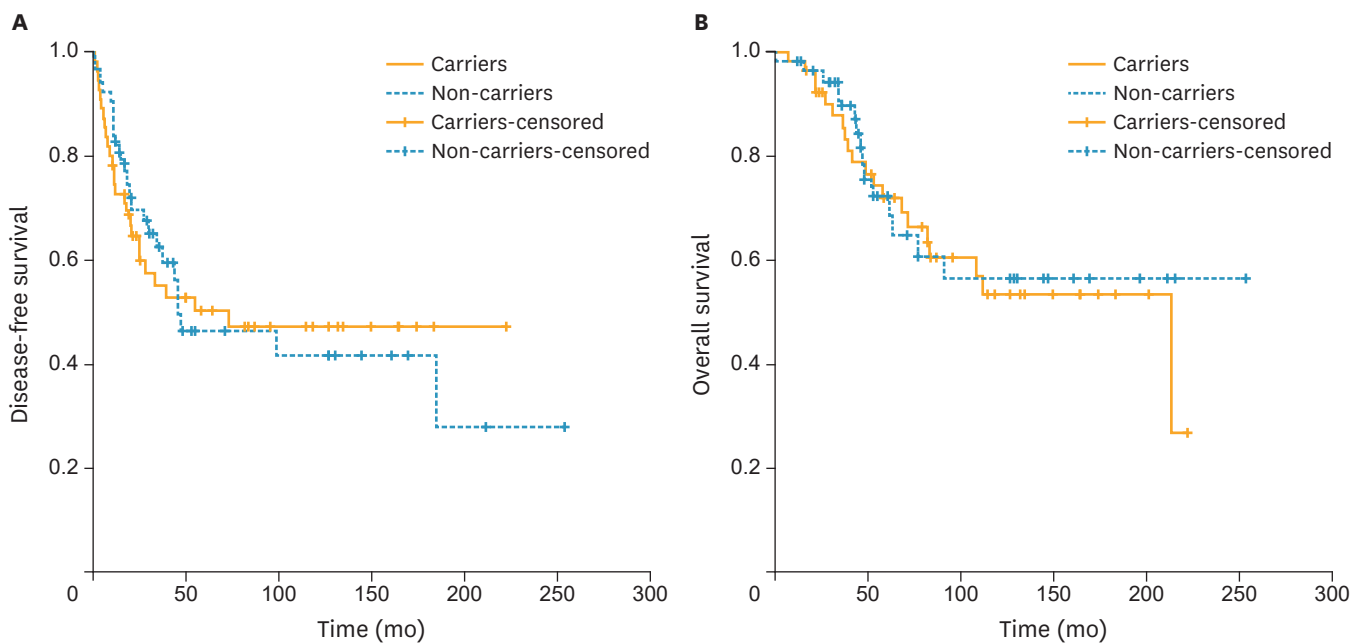 A
Disease-free survival
1.0
0.8
0.6
0.4
0.2
0
50
100
150
200
250
300
Time (mo)
Carriers
Non-carriers
Carriers-censored
Non-carriers-censored
B
Overall survival
1.0
0.8
0.6
0.4
0.2
0
50
100
150
200
250
300
Time (mo)
Carriers
Non-carriers
Carriers-censored
Non-carriers-censored